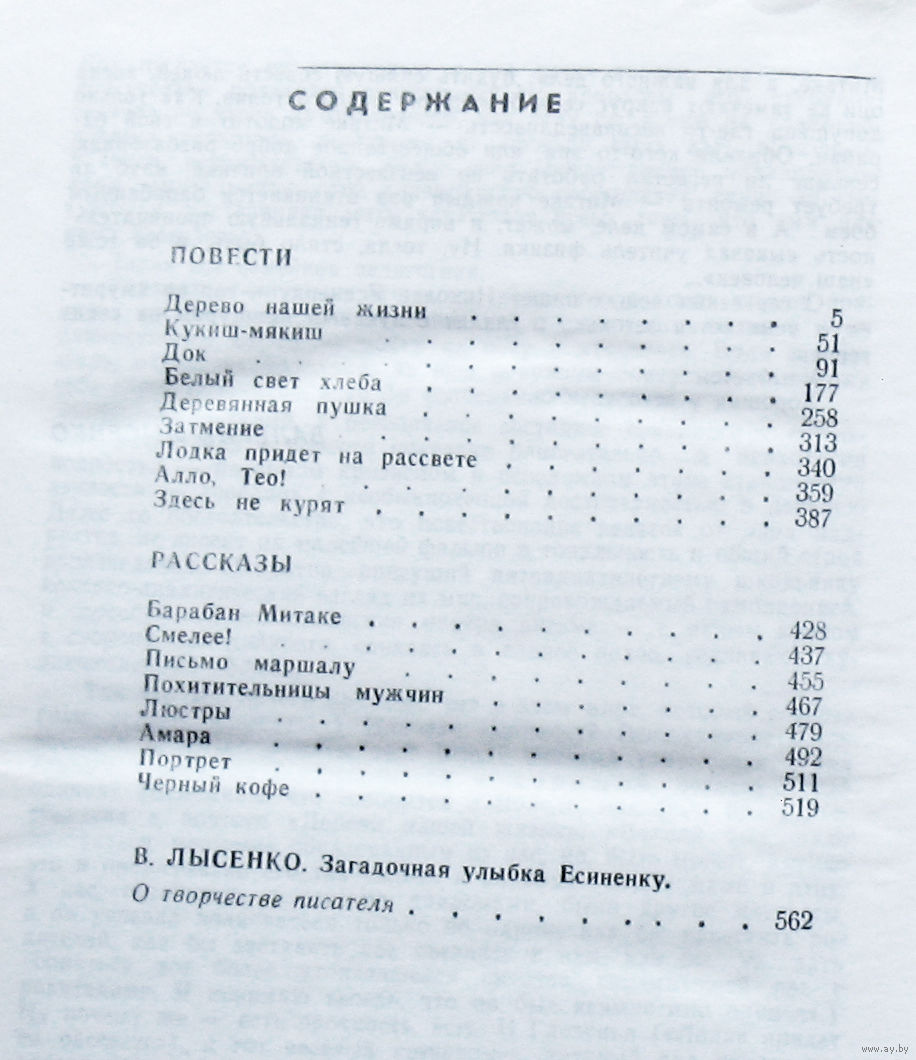 СОДЕРЖАНИЕ
ПОВЕСТИ
Дерево нашей жизни . . . . . . . . . 5
Кукиш-мякиш . . . . . . . . . 51
Док . . . . . . . . . 91
Белый свет хлеба . . . . . . . . . 177
Деревянная пушка . . . . . . . . . 258
Затмение . . . . . . . . . 313
Лодка придет на рассвете . . . . . . . . 340
Алло, Тео! . . . . . . . . . 359
Здесь не курят . . . . . . . . . 387
РАССКАЗЫ
Барабан Митаке . . . . . . . . . 428
Смелее! . . . . . . . . . 437
Письмо маршалу . . . . . . . . . 455
Похитительницы мужчин . . . . . . . . 467
Люстры . . . . . . . . . 479
Амара . . . . . . . . . 492
Портрет . . . . . . . . . 511
Черный кофе . . . . . . . . . 519
В. ЛЫСЕНКО. Загадочная улыбка Есиненку.
О творчестве писателя . . . . . . . . . 562
www.ay.by